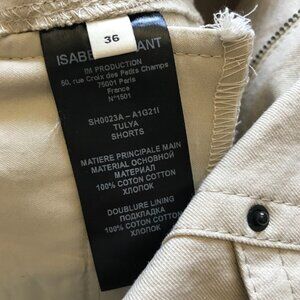 36
ISABEL MARANT
IM PRODUCTION
50, rue Croix des Petits Champs
75001 Paris
France
N°1501
SH0023A - A1G21I
TULYA
SHORTS
MATIERE PRINCIPALE MAIN
MATERIAL ОСНОВНОЙ
МАТЕРИАЛ
100% COTON COTTON
ХЛОПОК
DOUBLURE LINING
ПОДКЛАДКА
100% COTON COTTON
ХЛОПОК